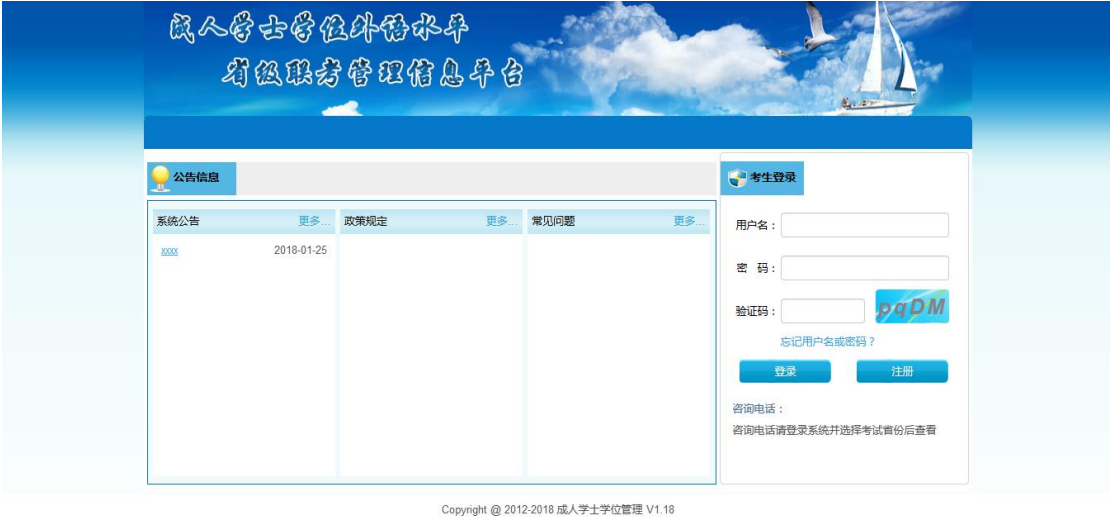 成人学士学位外语水平
省级联考管理信息平台
公告信息
系统公告 更多... 政策规定 更多... 常见问题 更多...
xxxx 2018-01-25
考生登录
用户名：
密 码：
验证码： pqDM
忘记用户名或密码？
登录 注册
咨询电话：
咨询电话请登录系统并选择考试省份后查看
Copyright @ 2012-2018 成人学士学位管理 V1.18